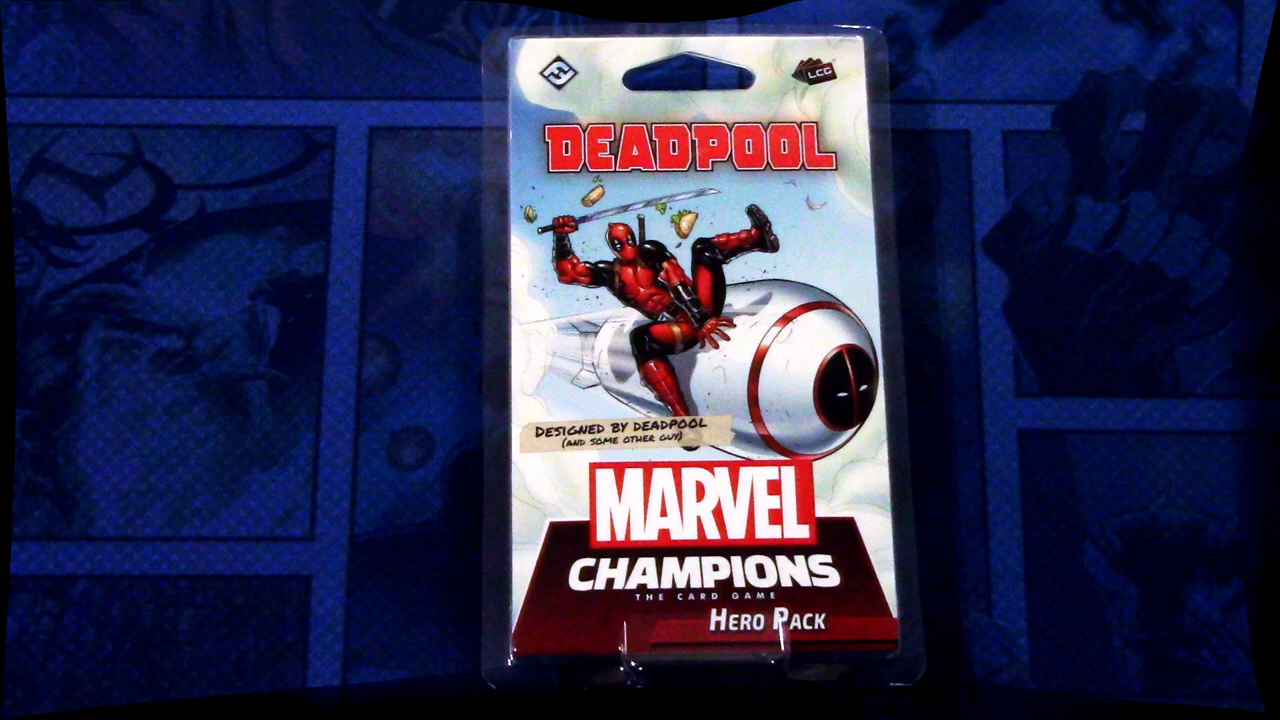 LCG
DEADPOOL
DESIGNED BY DEADPOOL
(AND SOME OTHER GUY)
MARVEL
CHAMPIONS
THE CARD GAME
HERO PACK